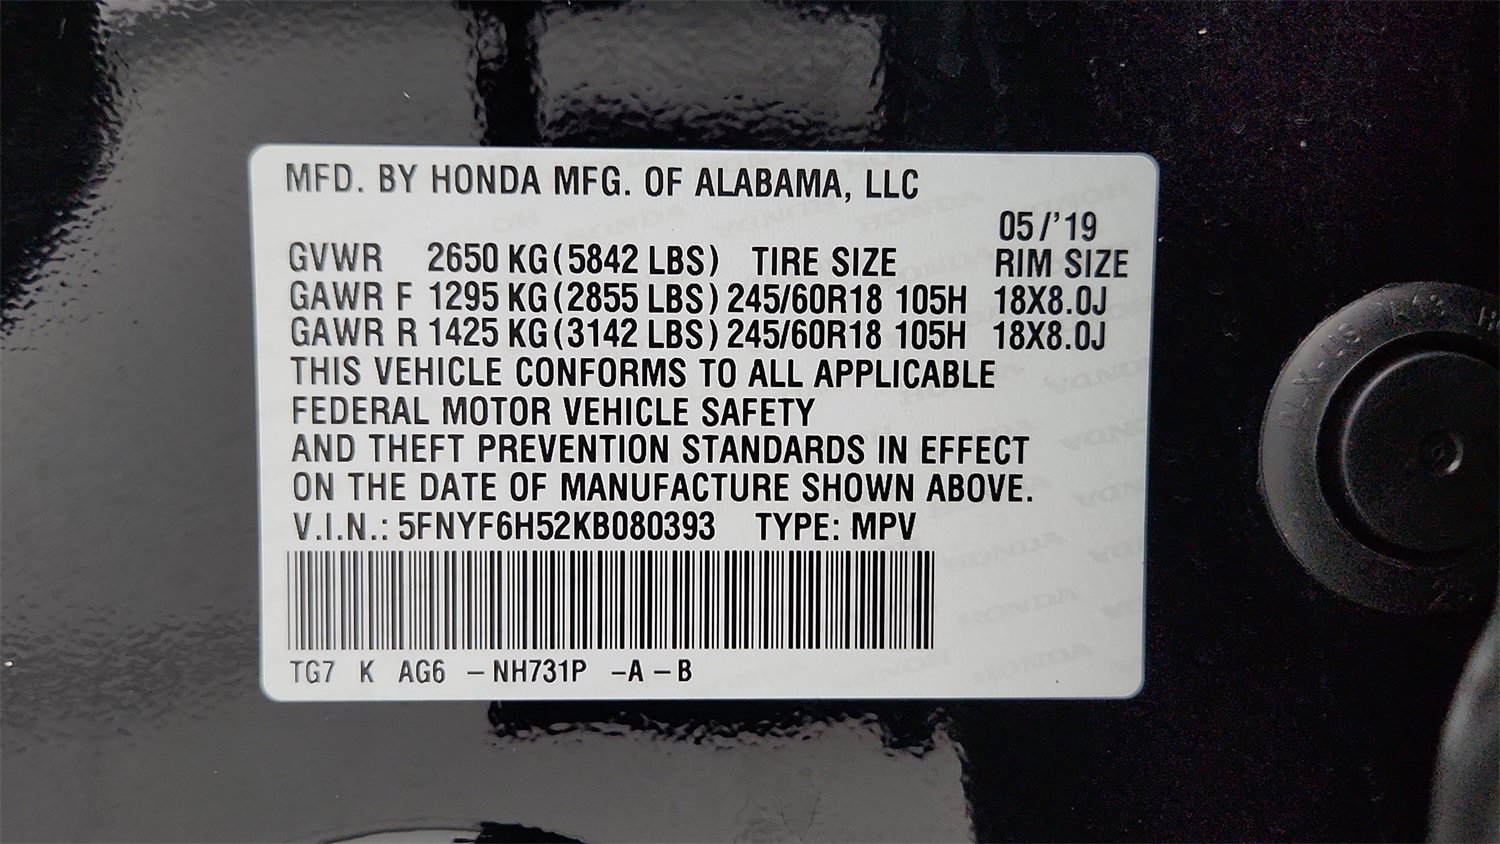 MFD. BY HONDA MFG. OF ALABAMA, LLC
05/'19
GVWR 2650 KG (5842 LBS) TIRE SIZE RIM SIZE
GAWR F 1295 KG (2855 LBS) 245/60R18 105H 18X8.0J
GAWR R 1425 KG (3142 LBS) 245/60R18 105H 18X8.0J
THIS VEHICLE CONFORMS TO ALL APPLICABLE
FEDERAL MOTOR VEHICLE SAFETY
AND THEFT PREVENTION STANDARDS IN EFFECT
ON THE DATE OF MANUFACTURE SHOWN ABOVE.
V.I.N.: 5FNYF6H52KB080393 TYPE: MPV
TG7 K AG6 – NH731P –A – B